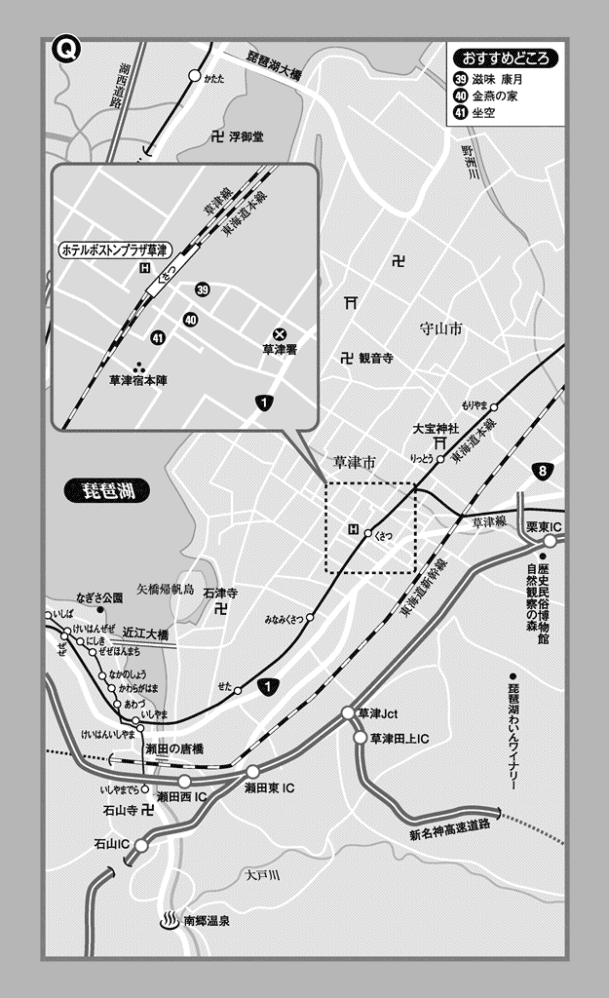 Q
おすすめどころ
39 滋味 康月
40 金燕の家
41 坐空
湖西道路
かたた
琵琶湖大橋
浮御堂
野洲川
草津線
東海道本線
ホテルボストンプラザ草津
H
くさつ
39
40
41
草津署
草津宿本陣
1
守山市
観音寺
もりやま
大宝神社
りっとう
東海道本線
草津市
8
琵琶湖
H
くさつ
草津線
栗東IC
東海道新幹線
歴史民俗博物館
自然観察の森
矢橋帰帆島
石津寺
なぎさ公園
いしば
けいはんぜぜ
にしき
近江大橋
ぜぜ
ぜぜほんまち
みなみくさつ
なかのしょう
かわらがはま
せた
1
あわづ
いしやま
けいはんいしやま
草津Jct
琵琶湖わいんワイナリー
草津田上IC
瀬田の唐橋
瀬田東 IC
瀬田西 IC
いしやまでら
石山寺
新名神高速道路
石山IC
大戸川
南郷温泉